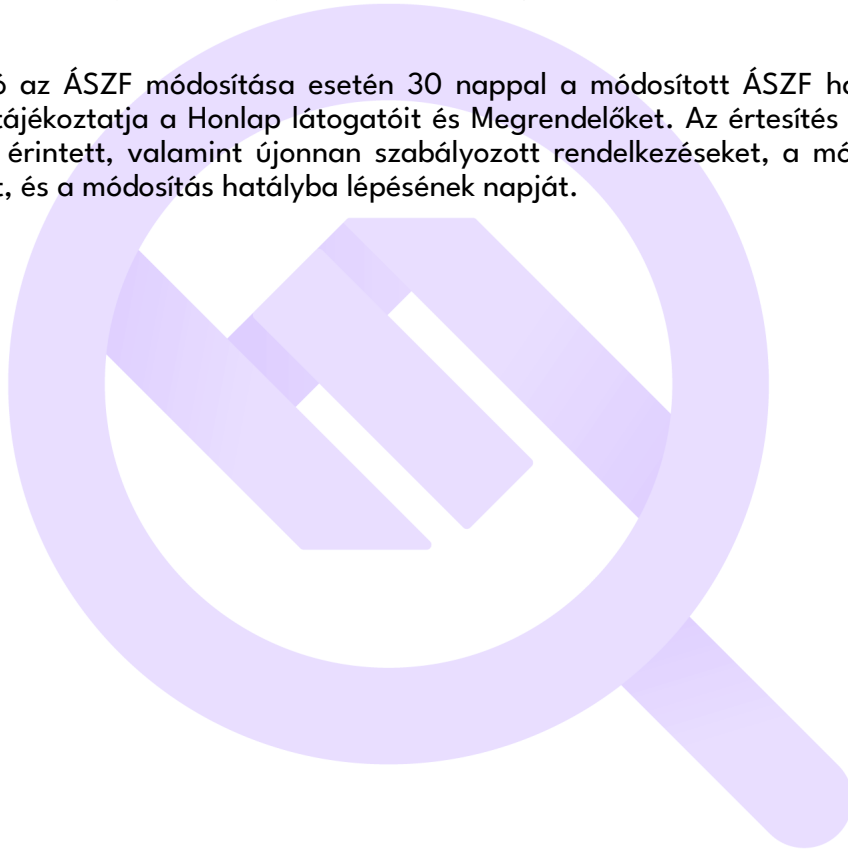 ó az ÁSZF módosítása esetén 30 nappal a módosított ÁSZF ha
tájékoztatja a Honlap látogatóit és Megrendelőket. Az értesítés
érintett, valamint újonnan szabályozott rendelkezéseket, a mó
t, és a módosítás hatályba lépésének napját.